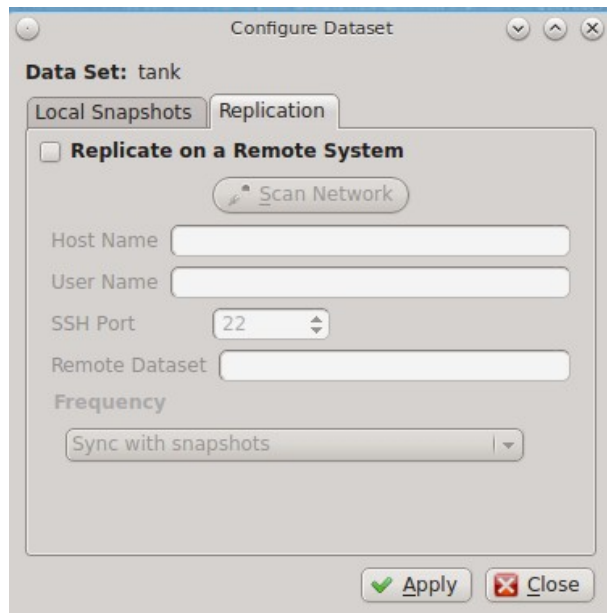 Configure Dataset
Data Set: tank
Local Snapshots Replication
Replicate on a Remote System
Scan Network
Host Name
User Name
SSH Port 22
Remote Dataset
Frequency
Sync with snapshots
Apply Close